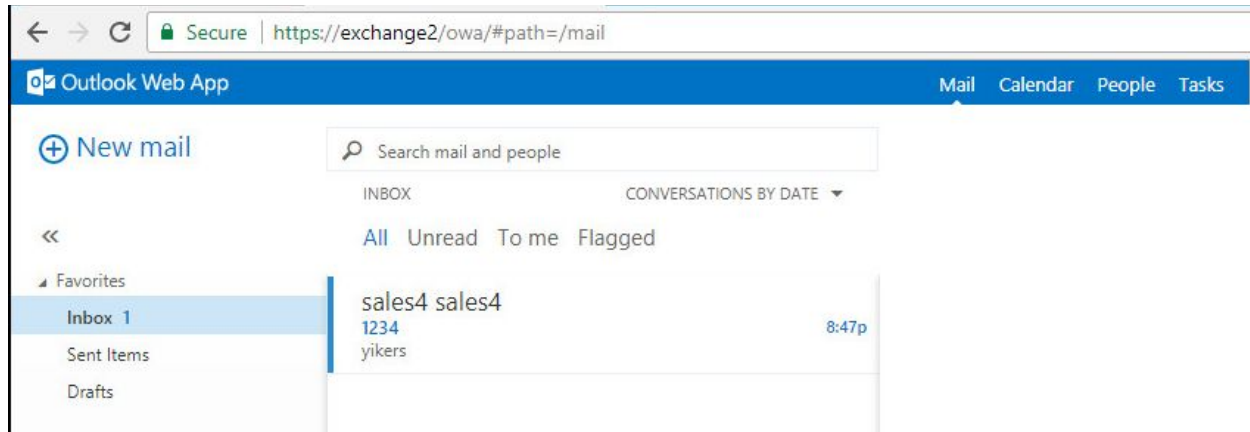 Secure | https://exchange2/owa/#path=/mail
Outlook Web App Mail Calendar People Tasks
New mail
Search mail and people
INBOX CONVERSATIONS BY DATE
All Unread To me Flagged
Favorites
Inbox 1
Sent Items
Drafts
sales4 sales4
1234 8:47p
yikers